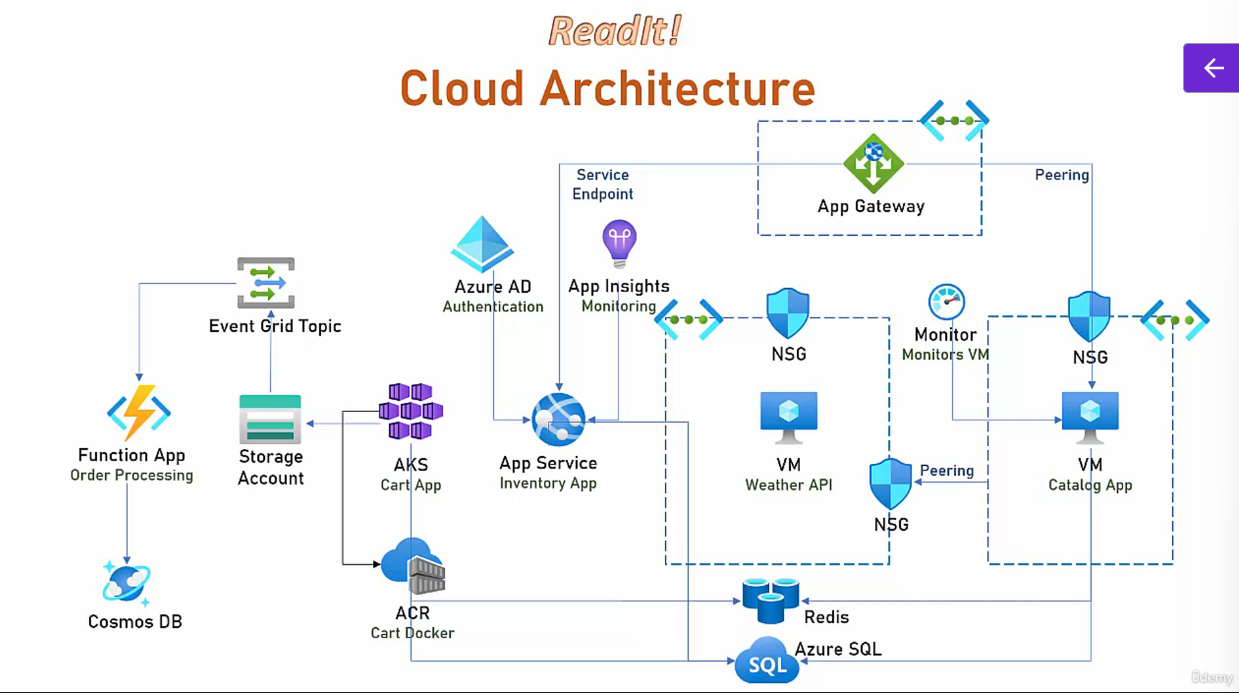 ReadIt!
Cloud Architecture
Service
Endpoint
Peering
App Gateway
Azure AD
Authentication
App Insights
Monitoring
Event Grid Topic
NSG
Monitor
Monitors VM
NSG
Function App
Order Processing
Storage
Account
AKS
Cart App
App Service
Inventory App
VM
Weather API
Peering
VM
Catalog App
NSG
ACR
Cart Docker
Cosmos DB
Redis
SQL
Azure SQL
ûdemy